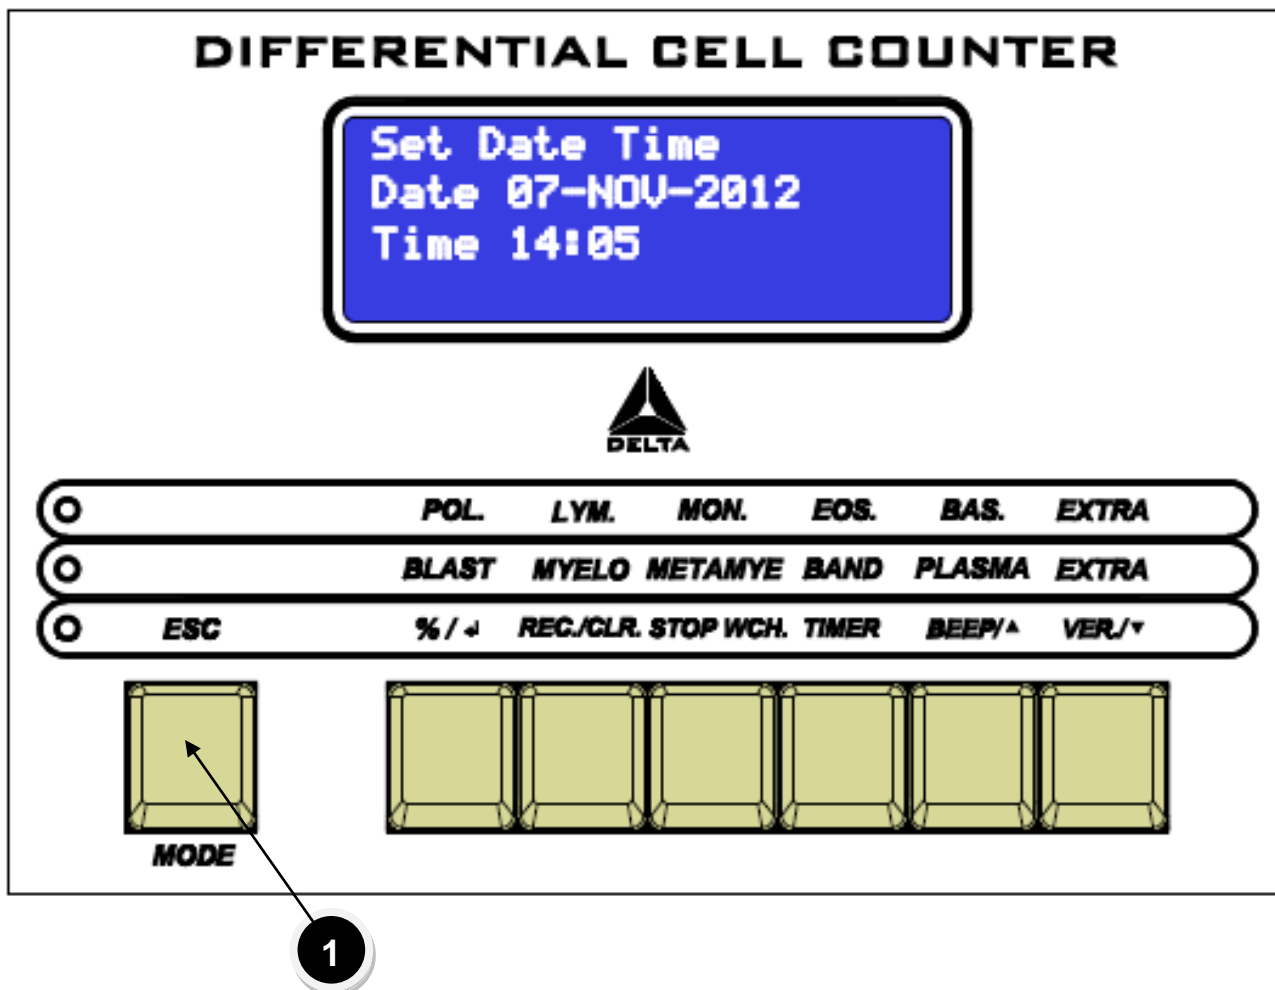 DIFFERENTIAL CELL COUNTER
Set Date Time
Date 07-NOV-2012
Time 14:05
DELTA
POL. LYM. MON. EOS. BAS. EXTRA
BLAST MYELO METAMYE BAND PLASMA EXTRA
ESC % / ↲ REC./CLR. STOP WCH. TIMER BEEP/▲ VER./▼
MODE
1